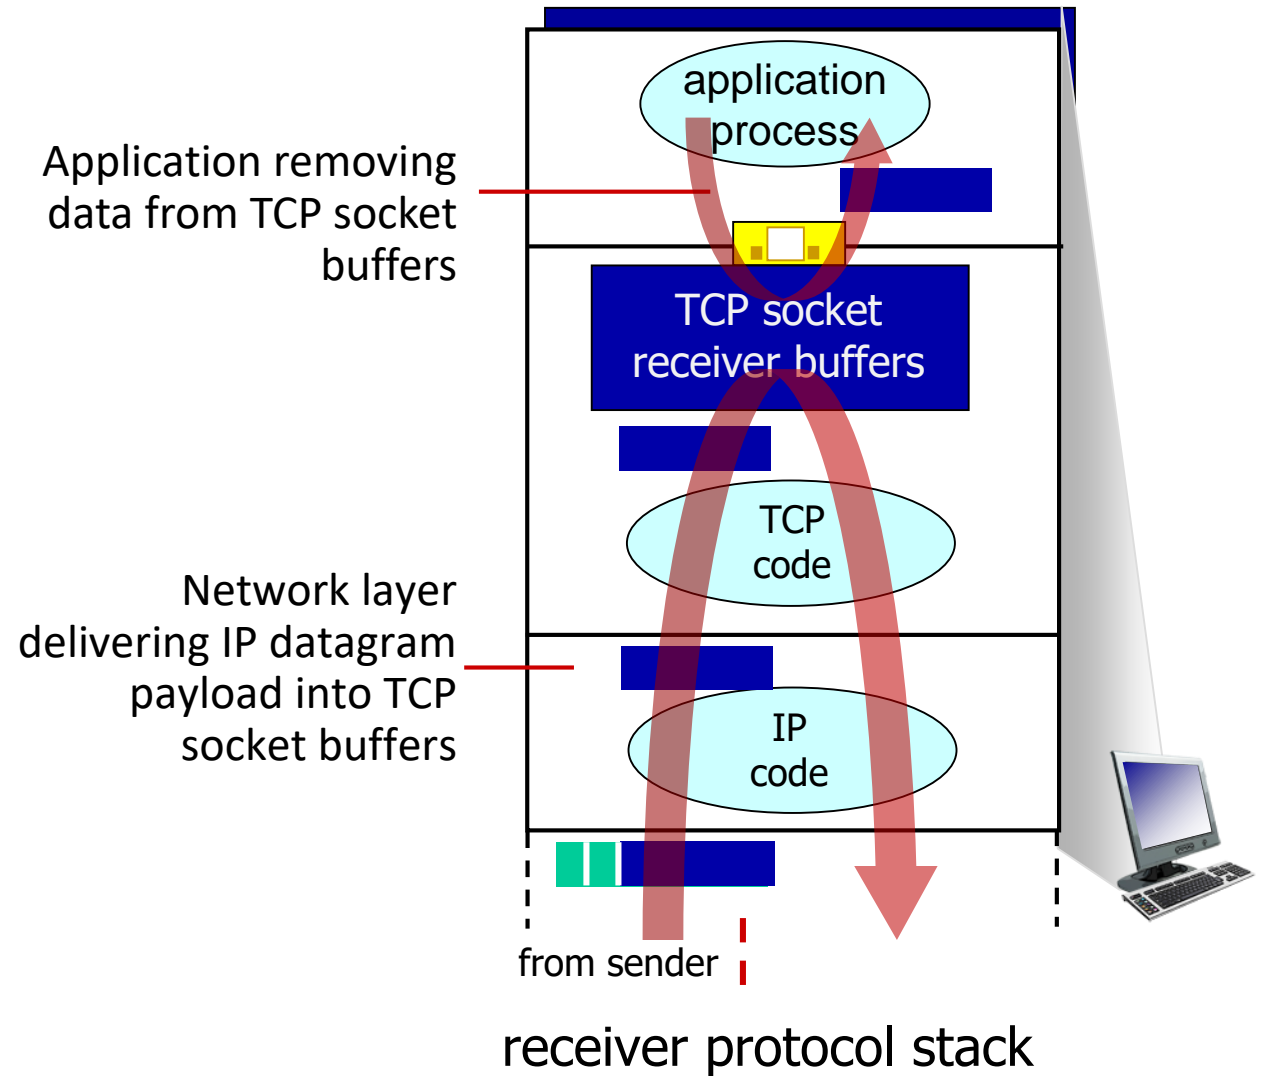 application
process
Application removing
data from TCP socket
buffers
TCP socket
receiver buffers
TCP
code
Network layer
delivering IP datagram
payload into TCP
socket buffers
IP
code
from sender
receiver protocol stack